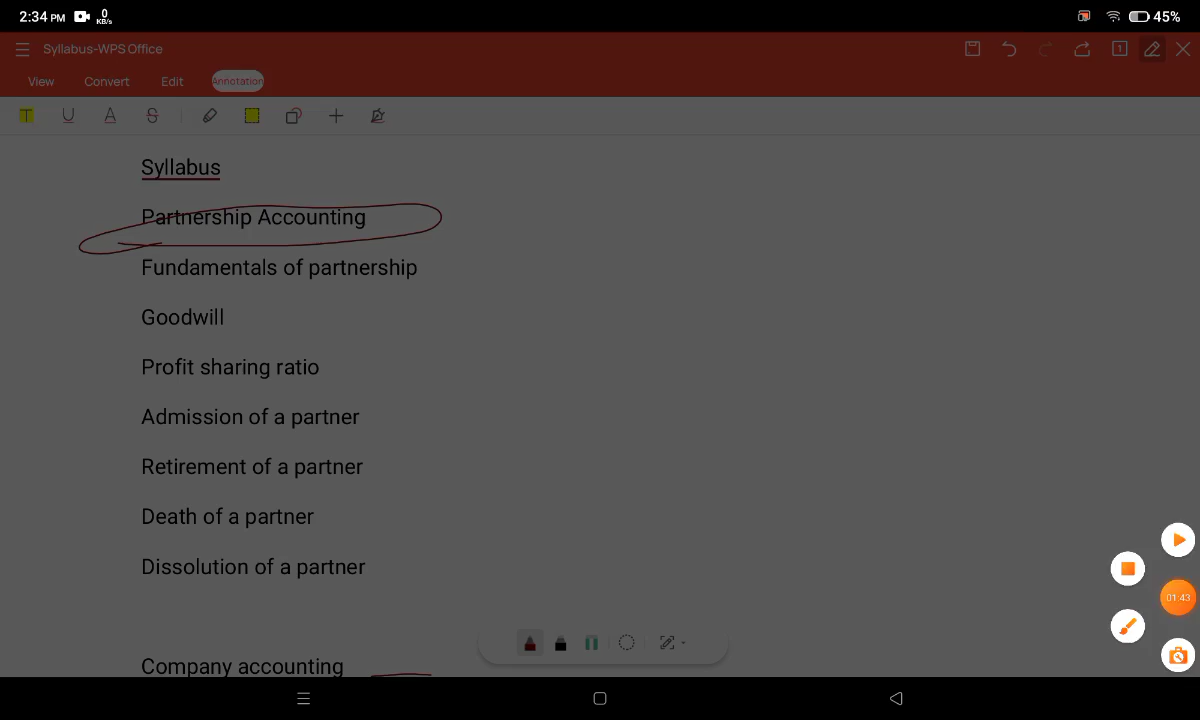 2:34 PM 0 KB/s 45%
Syllabus-WPS Office 1
View Convert Edit Annotation
T U A S
Syllabus
Partnership Accounting
Fundamentals of partnership
Goodwill
Profit sharing ratio
Admission of a partner
Retirement of a partner
Death of a partner
Dissolution of a partner
01:43
Company accounting